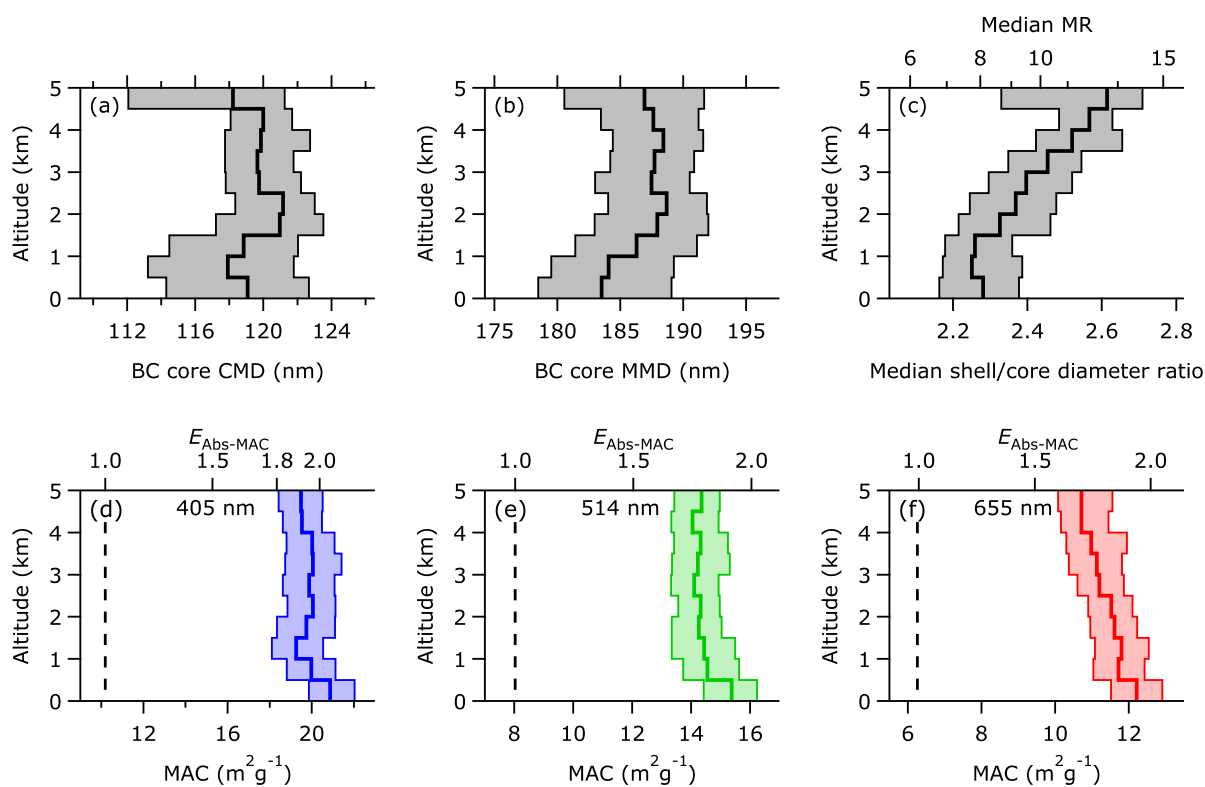 Median MR
6 8 10 15
(a) (b) (c)
5 5 5
4 4 4
3 3 3
2 2 2
1 1 1
0 0 0
Altitude (km) Altitude (km) Altitude (km)
112 116 120 124 175 180 185 190 195 2.2 2.4 2.6 2.8
BC core CMD (nm) BC core MMD (nm) Median shell/core diameter ratio
E_Abs-MAC E_Abs-MAC E_Abs-MAC
1.0 1.5 1.8 2.0 1.0 1.5 2.0 1.0 1.5 2.0
(d) 405 nm (e) 514 nm (f) 655 nm
5 5 5
4 4 4
3 3 3
2 2 2
1 1 1
0 0 0
Altitude (km) Altitude (km) Altitude (km)
12 16 20 8 10 12 14 16 6 8 10 12
MAC (m²g⁻¹) MAC (m²g⁻¹) MAC (m²g⁻¹)